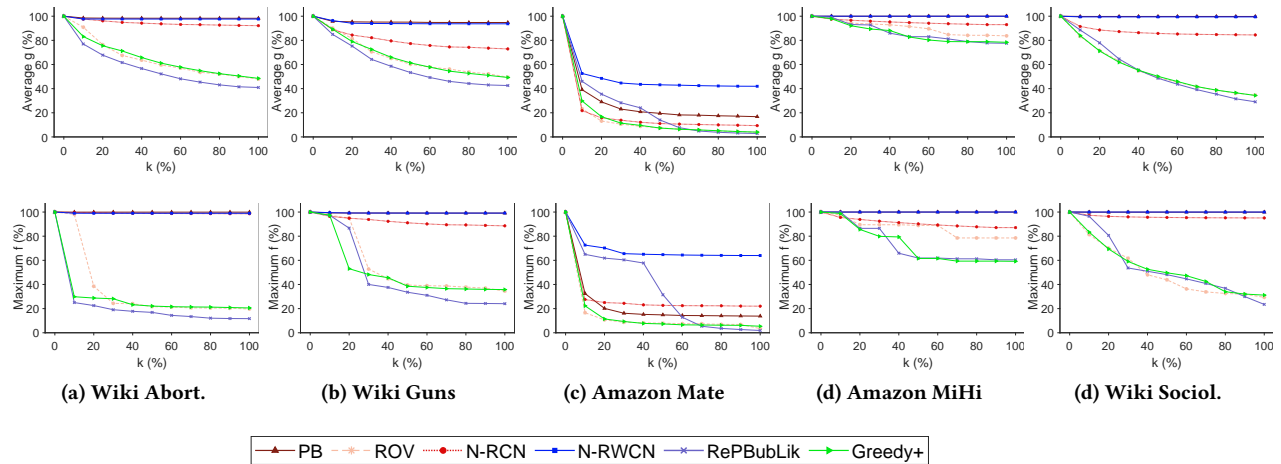 Average g (%)
100
80
60
40
20
0
0 20 40 60 80 100
k (%)
Average g (%)
100
80
60
40
20
0
0 20 40 60 80 100
k (%)
Average g (%)
100
80
60
40
20
0
0 20 40 60 80 100
k (%)
Average g (%)
100
80
60
40
20
0
0 20 40 60 80 100
k (%)
Average g (%)
100
80
60
40
20
0
0 20 40 60 80 100
k (%)
Maximum f (%)
100
80
60
40
20
0
0 20 40 60 80 100
k (%)
Maximum f (%)
100
80
60
40
20
0
0 20 40 60 80 100
k (%)
Maximum f (%)
100
80
60
40
20
0
0 20 40 60 80 100
k (%)
Maximum f (%)
100
80
60
40
20
0
0 20 40 60 80 100
k (%)
Maximum f (%)
100
80
60
40
20
0
0 20 40 60 80 100
k (%)
(a) Wiki Abort.
(b) Wiki Guns
(c) Amazon Mate
(d) Amazon MiHi
(d) Wiki Sociol.
PB ROV N-RCN N-RWCN RePBubLik Greedy+